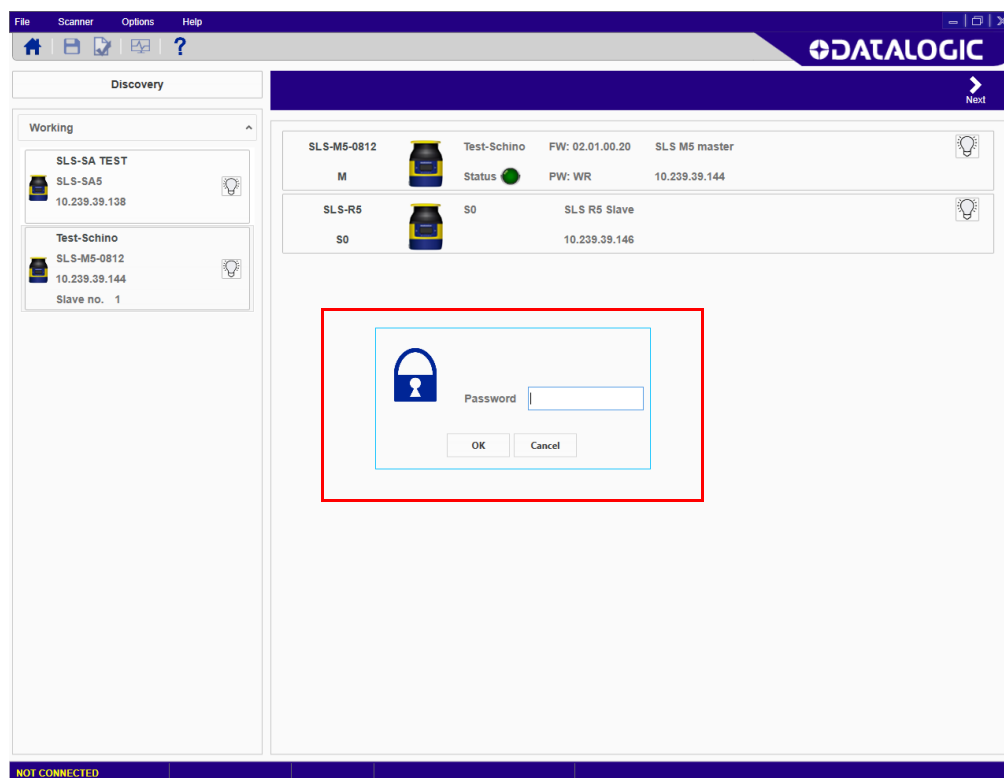 File Scanner Options Help
? DATALOGIC
Discovery
Next
Working
SLS-SA TEST
SLS-SA5
10.239.39.138
Test-Schino
SLS-M5-0812
10.239.39.144
Slave no. 1
SLS-M5-0812 Test-Schino FW: 02.01.00.20 SLS M5 master
M Status PW: WR 10.239.39.144
SLS-R5 S0 SLS R5 Slave
S0 10.239.39.146
Password
OK Cancel
NOT CONNECTED